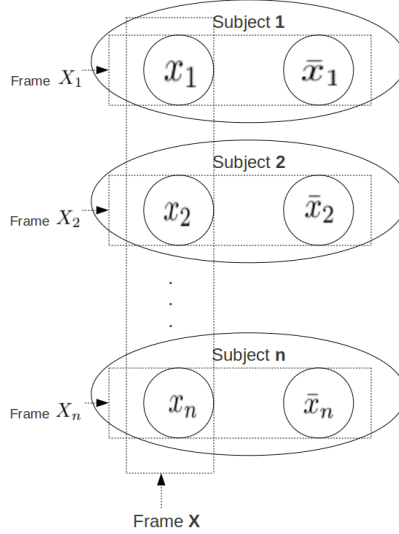 Subject 1
Frame X₁ x₁ x̄₁
Subject 2
Frame X₂ x₂ x̄₂
.
.
.
Subject n
Frame Xₙ xₙ x̄ₙ
Frame X